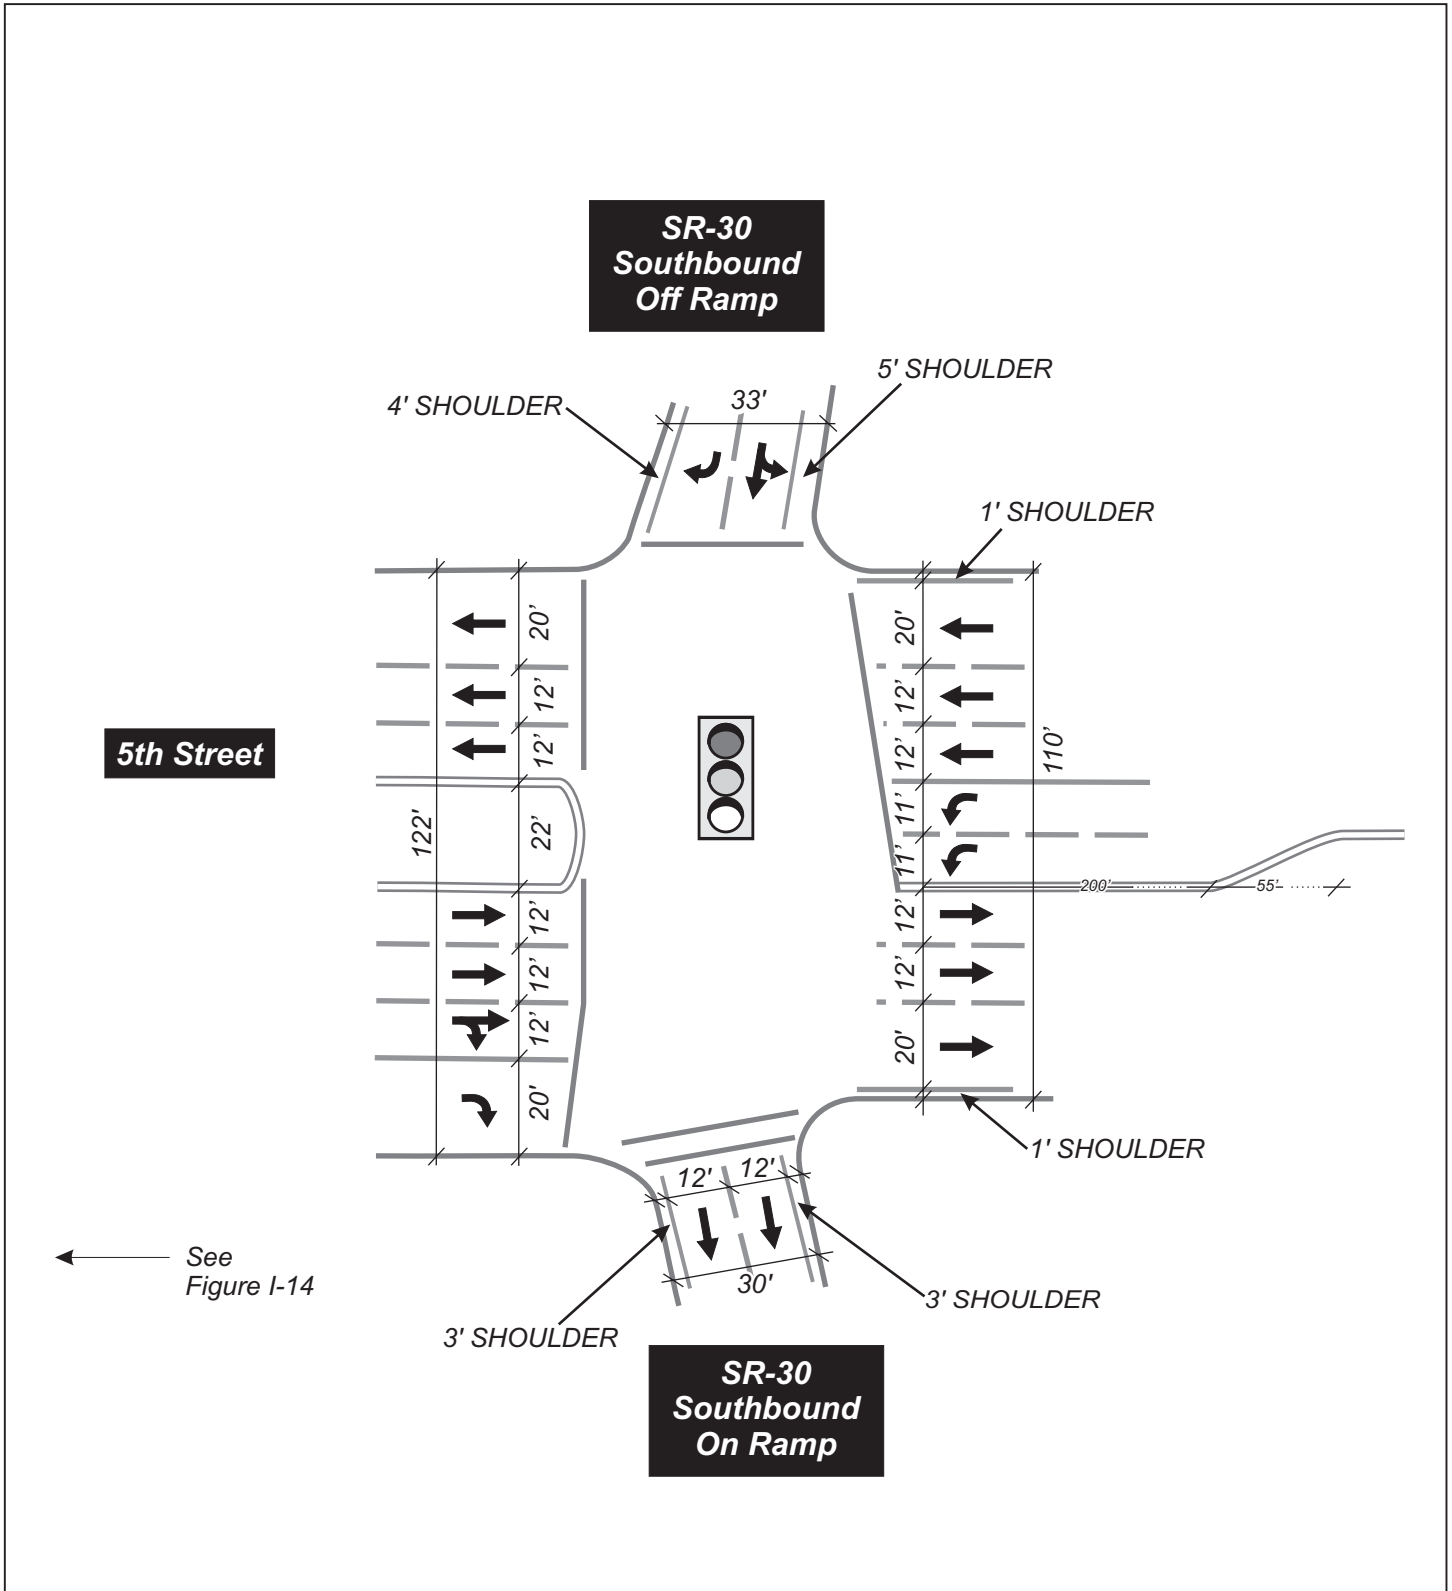 SR-30
Southbound
Off Ramp
5' SHOULDER
4' SHOULDER
33'
1' SHOULDER
20’
20'
12’
12’
12’
12’
5th Street
110’
11’
122'
22’
11’
200'
55'
12’
12’
12’
12’
12’
20'
20'
1' SHOULDER
12'
12'
See
Figure I-14
30'
3' SHOULDER
3' SHOULDER
SR-30
Southbound
On Ramp